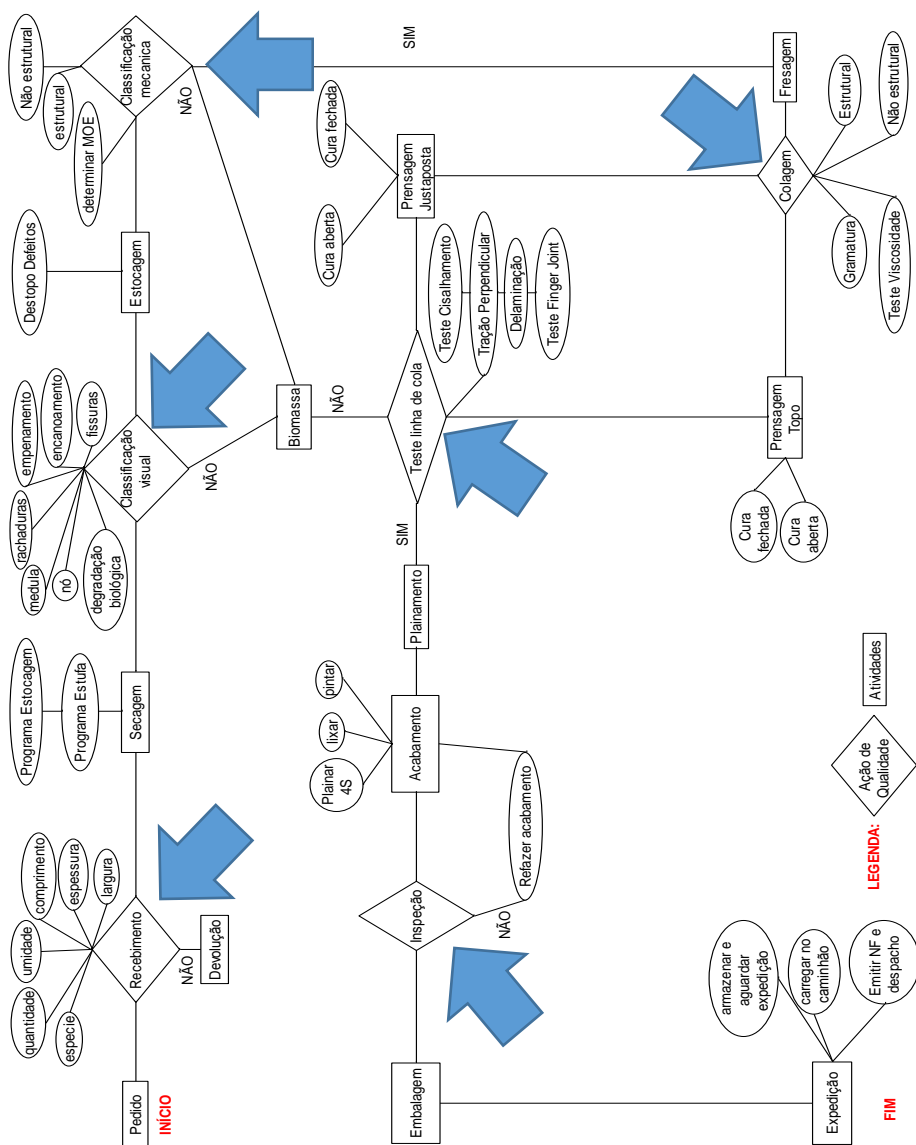 Pedido
INÍCIO
quantidade
umidade
comprimento
especie
espessura
largura
Recebimento
NÃO
Devolução
Programa Estocagem
Programa Estufa
Secagem
rachaduras
empenamento
medula
encanoamento
nó
fissuras
degradação
biológica
Classificação
visual
NÃO
Destopo Defeitos
Estocagem
Não estrutural
estrutural
determinar MOE
Classificação
mecanica
NÃO
Biomassa
NÃO
SIM
Embalagem
Inspeção
NÃO
Refazer acabamento
Plainar
4S
lixar
pintar
Acabamento
Plainamento
SIM
Teste linha de cola
Teste Cisalhamento
Tração Perpendicular
Delaminação
Teste Finger Joint
Cura aberta
Cura fechada
Prensagem
Justaposta
armazenar e
aguardar
expedição
carregar no
caminhão
Emitir NF e
despacho
Expedição
FIM
LEGENDA:
Ação de
Qualidade
Atividades
Cura
fechada
Cura
aberta
Prensagem
Topo
Colagem
Fresagem
Gramatura
Estrutural
Teste Viscosidade
Não estrutural